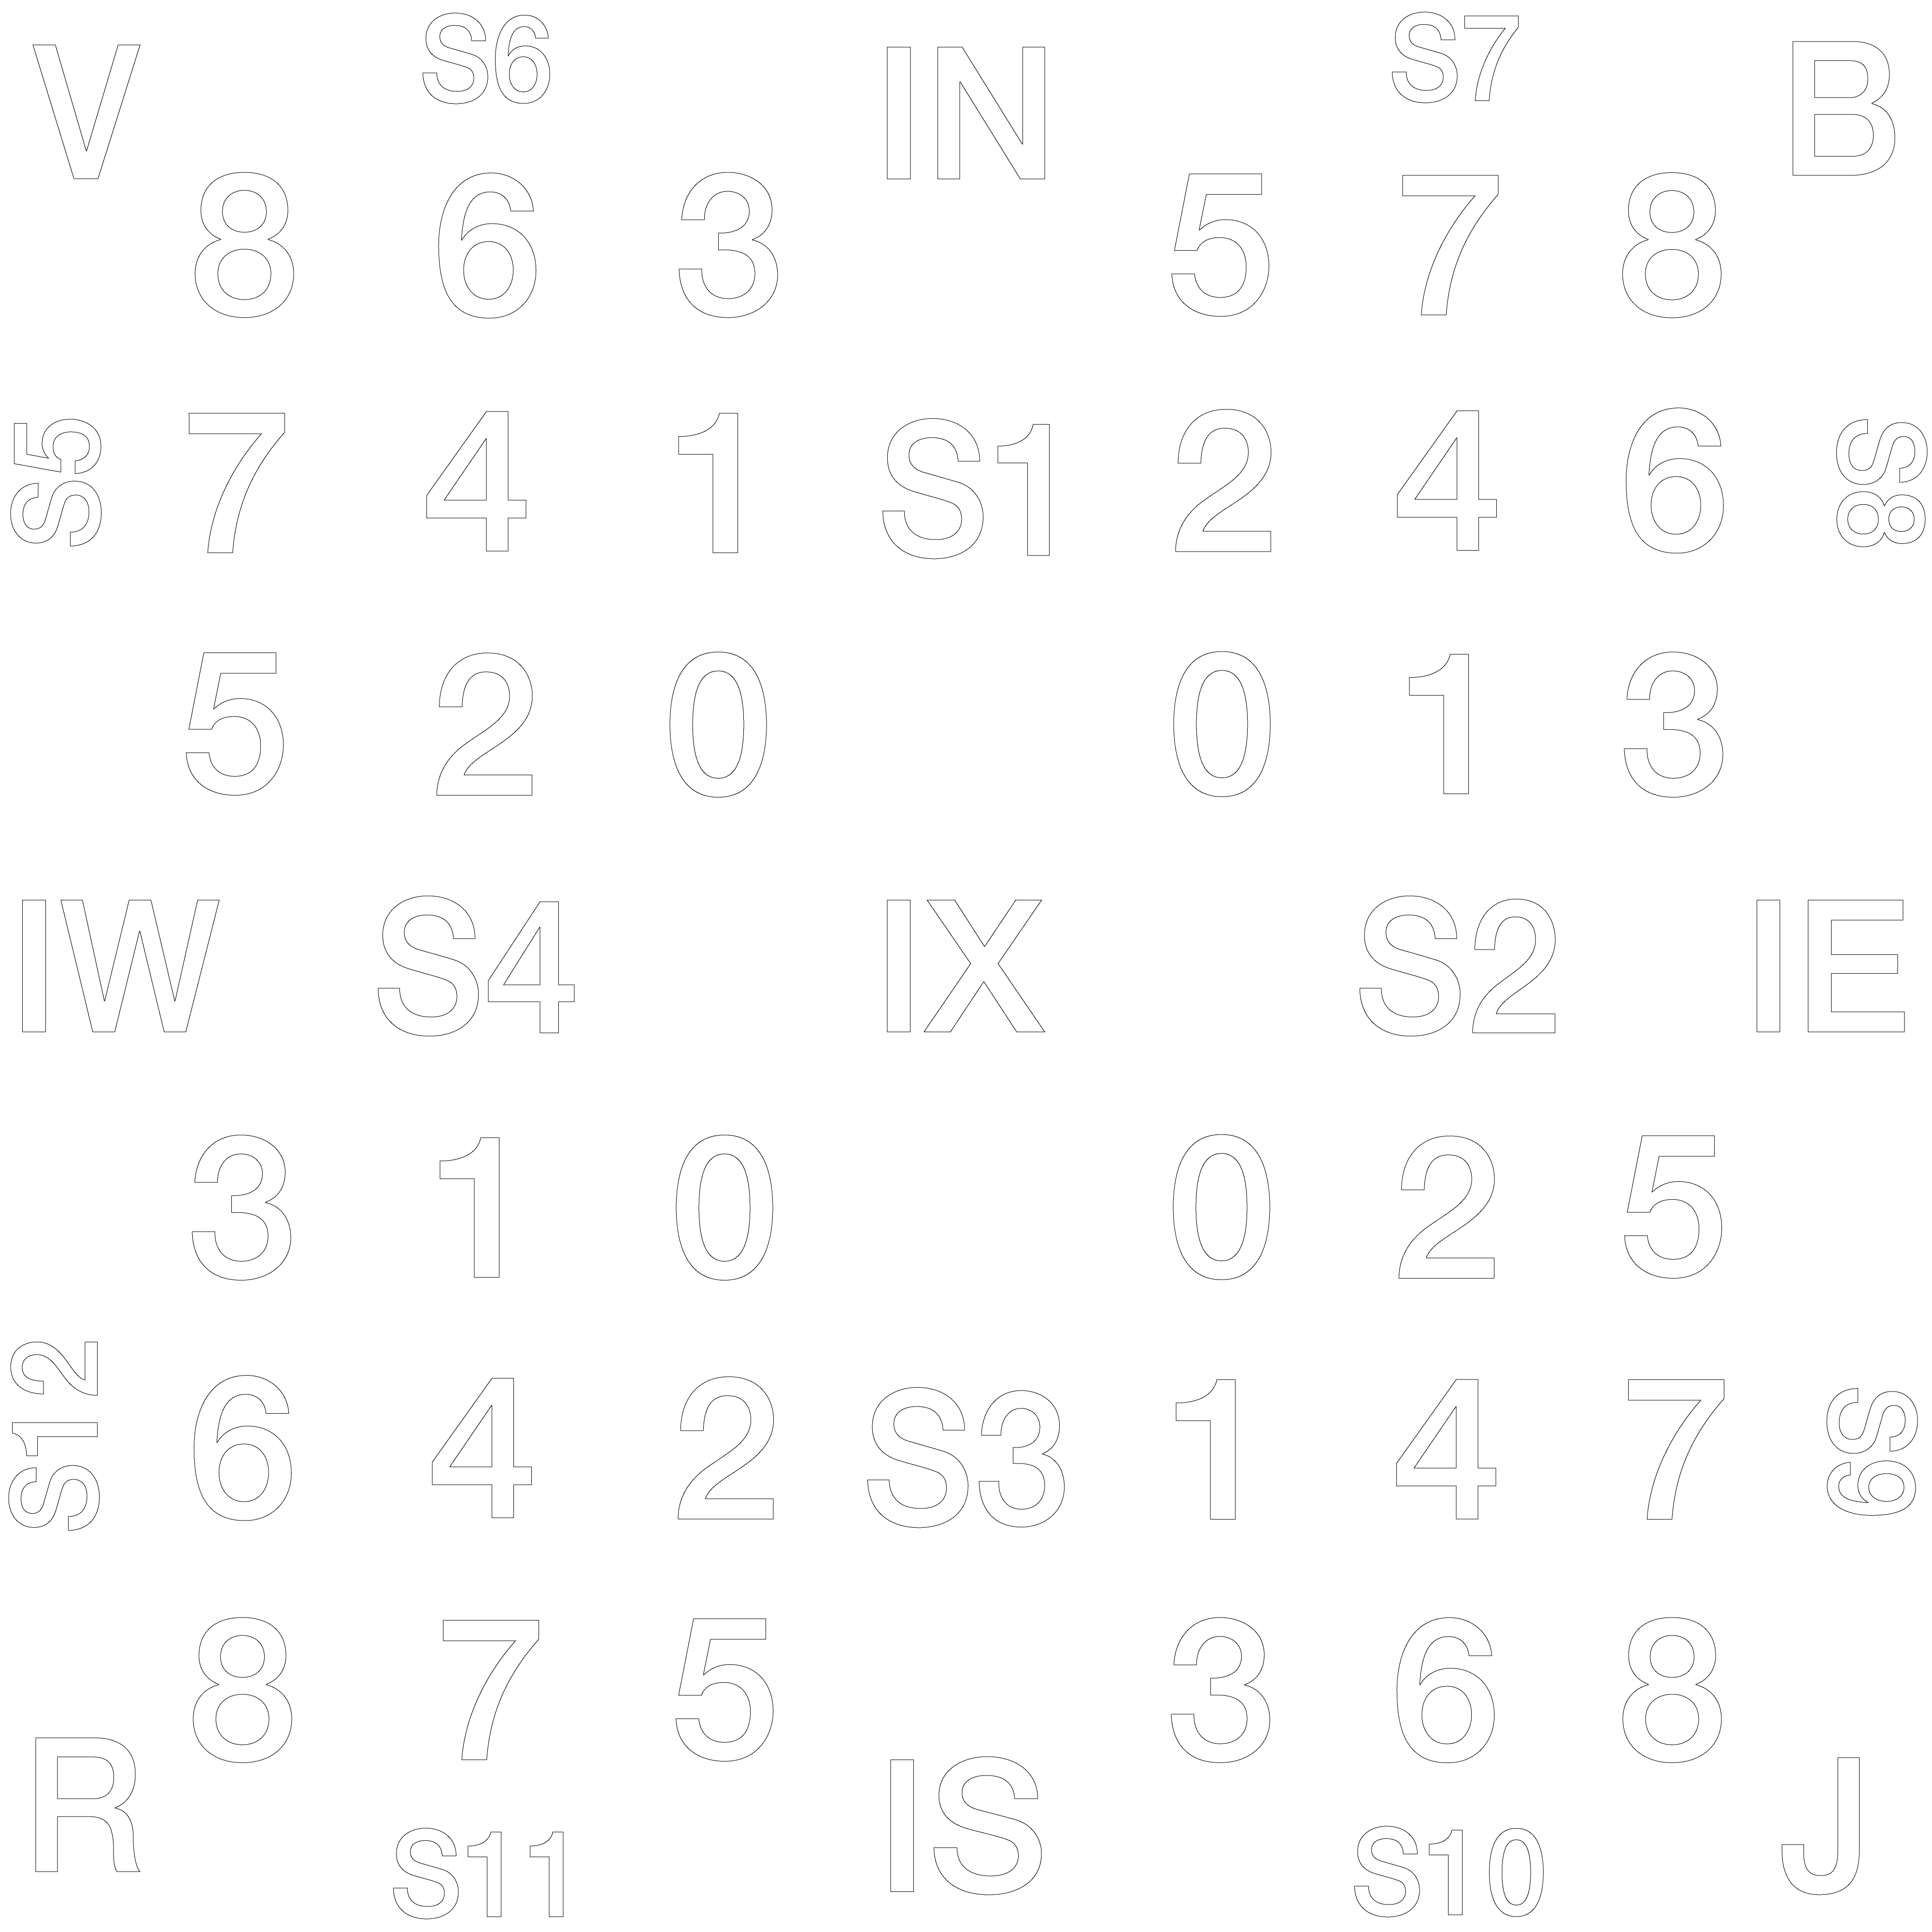 V S6 IN S7 B
8 6 3 5 7 8
S5 7 4 1 S1 2 4 6 S8
5 2 0 0 1 3
IW S4 IX S2 IE
3 1 0 0 2 5
S12 6 4 2 S3 1 4 7 S9
8 7 5 3 6 8
R S11 IS S10 J